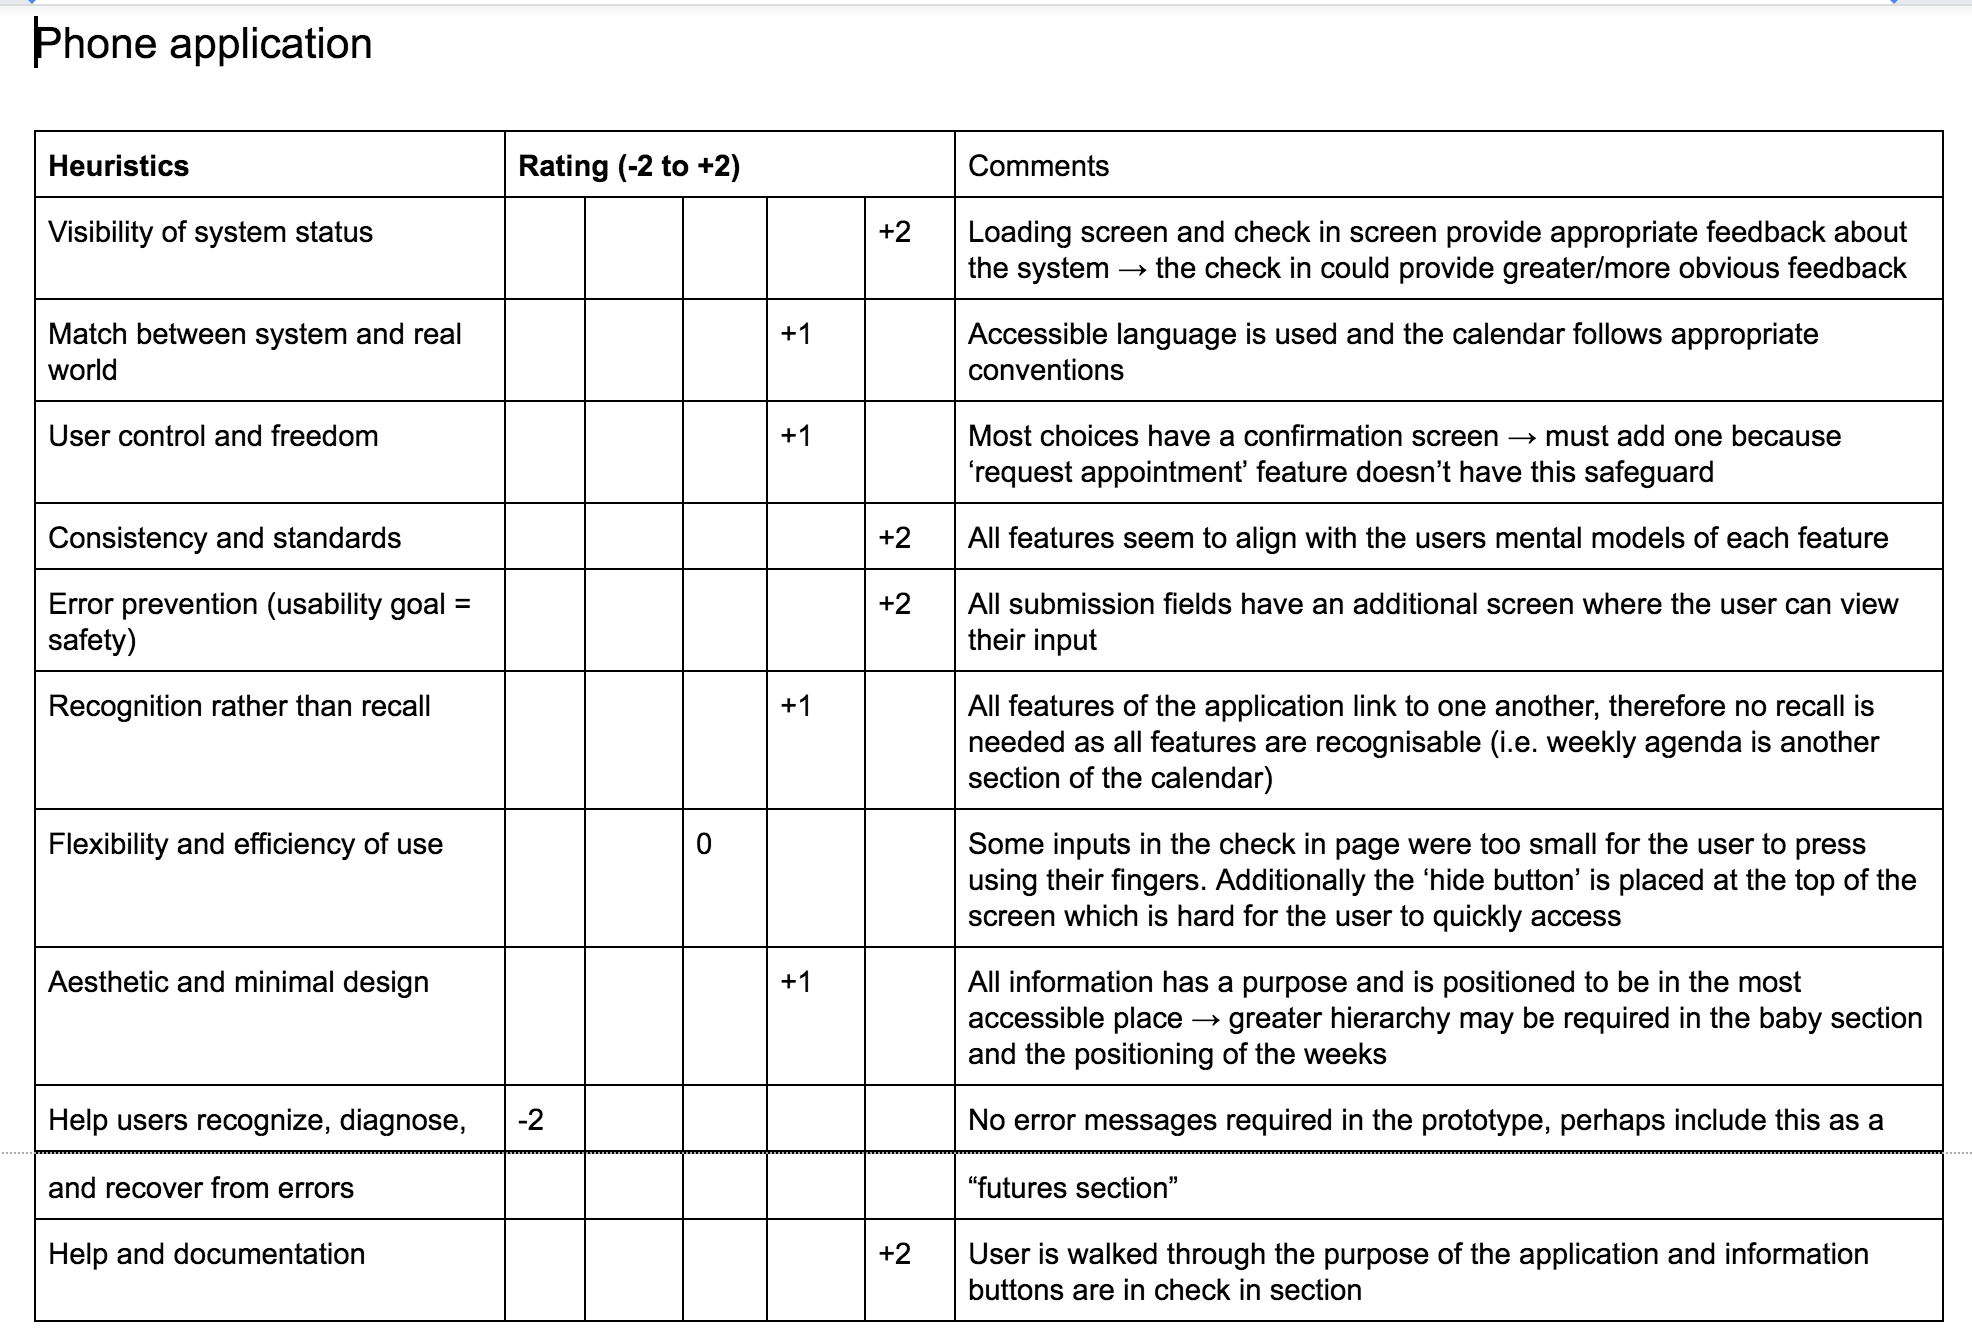 Phone application
Heuristics Rating (-2 to +2) Comments
Visibility of system status +2 Loading screen and check in screen provide appropriate feedback about
the system → the check in could provide greater/more obvious feedback
Match between system and real +1 Accessible language is used and the calendar follows appropriate
world conventions
User control and freedom +1 Most choices have a confirmation screen → must add one because
‘request appointment’ feature doesn’t have this safeguard
Consistency and standards +2 All features seem to align with the users mental models of each feature
Error prevention (usability goal = +2 All submission fields have an additional screen where the user can view
safety) their input
Recognition rather than recall +1 All features of the application link to one another, therefore no recall is
needed as all features are recognisable (i.e. weekly agenda is another
section of the calendar)
Flexibility and efficiency of use 0 Some inputs in the check in page were too small for the user to press
using their fingers. Additionally the ‘hide button’ is placed at the top of the
screen which is hard for the user to quickly access
Aesthetic and minimal design +1 All information has a purpose and is positioned to be in the most
accessible place → greater hierarchy may be required in the baby section
and the positioning of the weeks
Help users recognize, diagnose, -2 No error messages required in the prototype, perhaps include this as a
and recover from errors “futures section”
Help and documentation +2 User is walked through the purpose of the application and information
buttons are in check in section